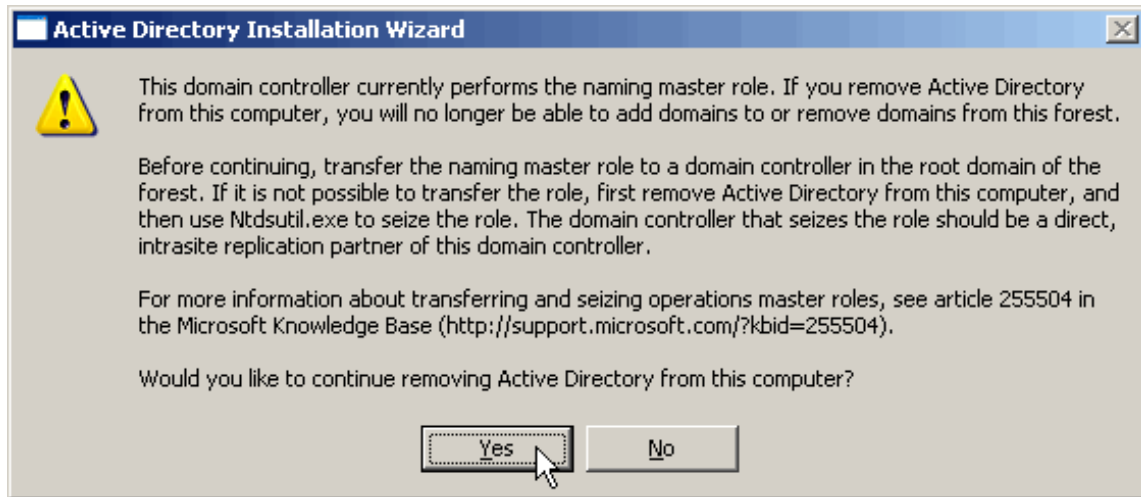 Active Directory Installation Wizard
This domain controller currently performs the naming master role. If you remove Active Directory
from this computer, you will no longer be able to add domains to or remove domains from this forest.
Before continuing, transfer the naming master role to a domain controller in the root domain of the
forest. If it is not possible to transfer the role, first remove Active Directory from this computer, and
then use Ntdsutil.exe to seize the role. The domain controller that seizes the role should be a direct,
intrasite replication partner of this domain controller.
For more information about transferring and seizing operations master roles, see article 255504 in
the Microsoft Knowledge Base (http://support.microsoft.com/?kbid=255504).
Would you like to continue removing Active Directory from this computer?
Yes No